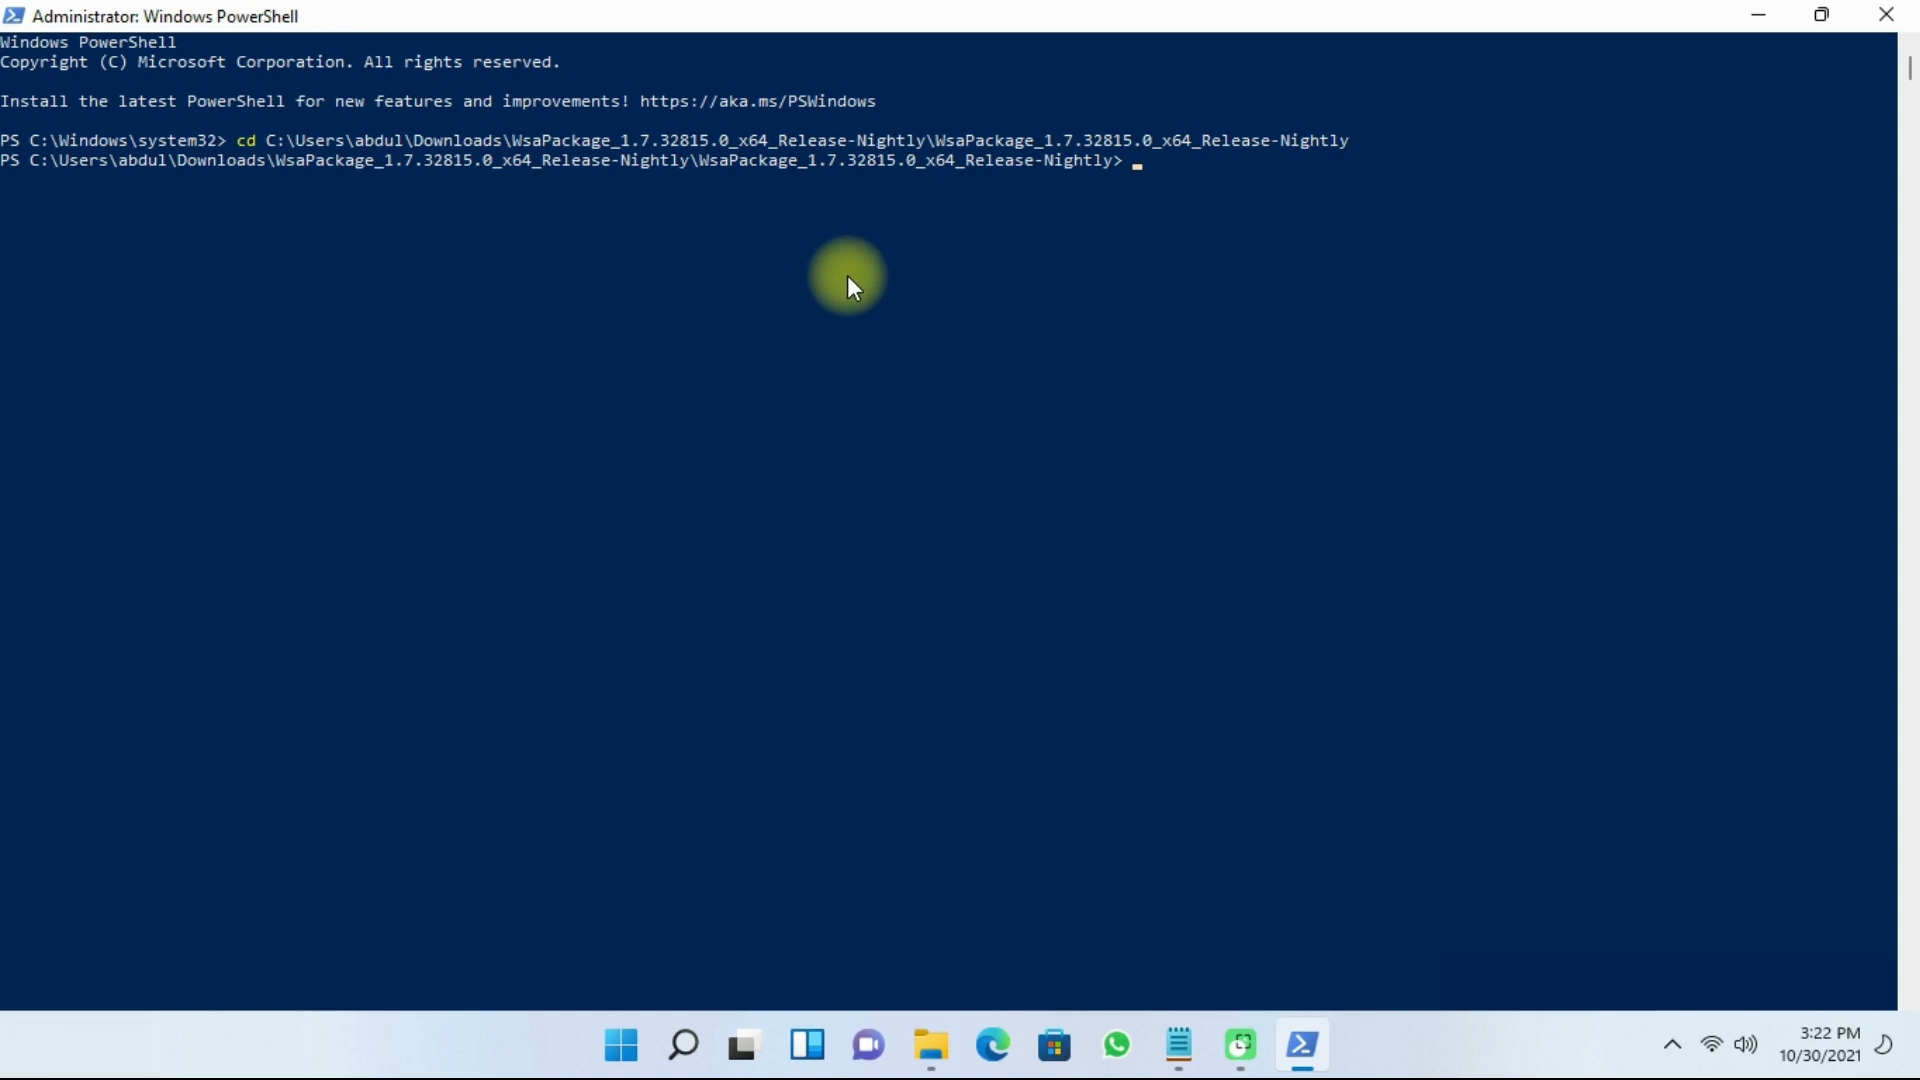 Administrator: Windows PowerShell
Windows PowerShell
Copyright (C) Microsoft Corporation. All rights reserved.
Install the latest PowerShell for new features and improvements! https://aka.ms/PSWindows
PS C:\Windows\system32> cd C:\Users\abdul\Downloads\WsaPackage_1.7.32815.0_x64_Release-Nightly\WsaPackage_1.7.32815.0_x64_Release-Nightly
PS C:\Users\abdul\Downloads\WsaPackage_1.7.32815.0_x64_Release-Nightly\WsaPackage_1.7.32815.0_x64_Release-Nightly>
3:22 PM
10/30/2021